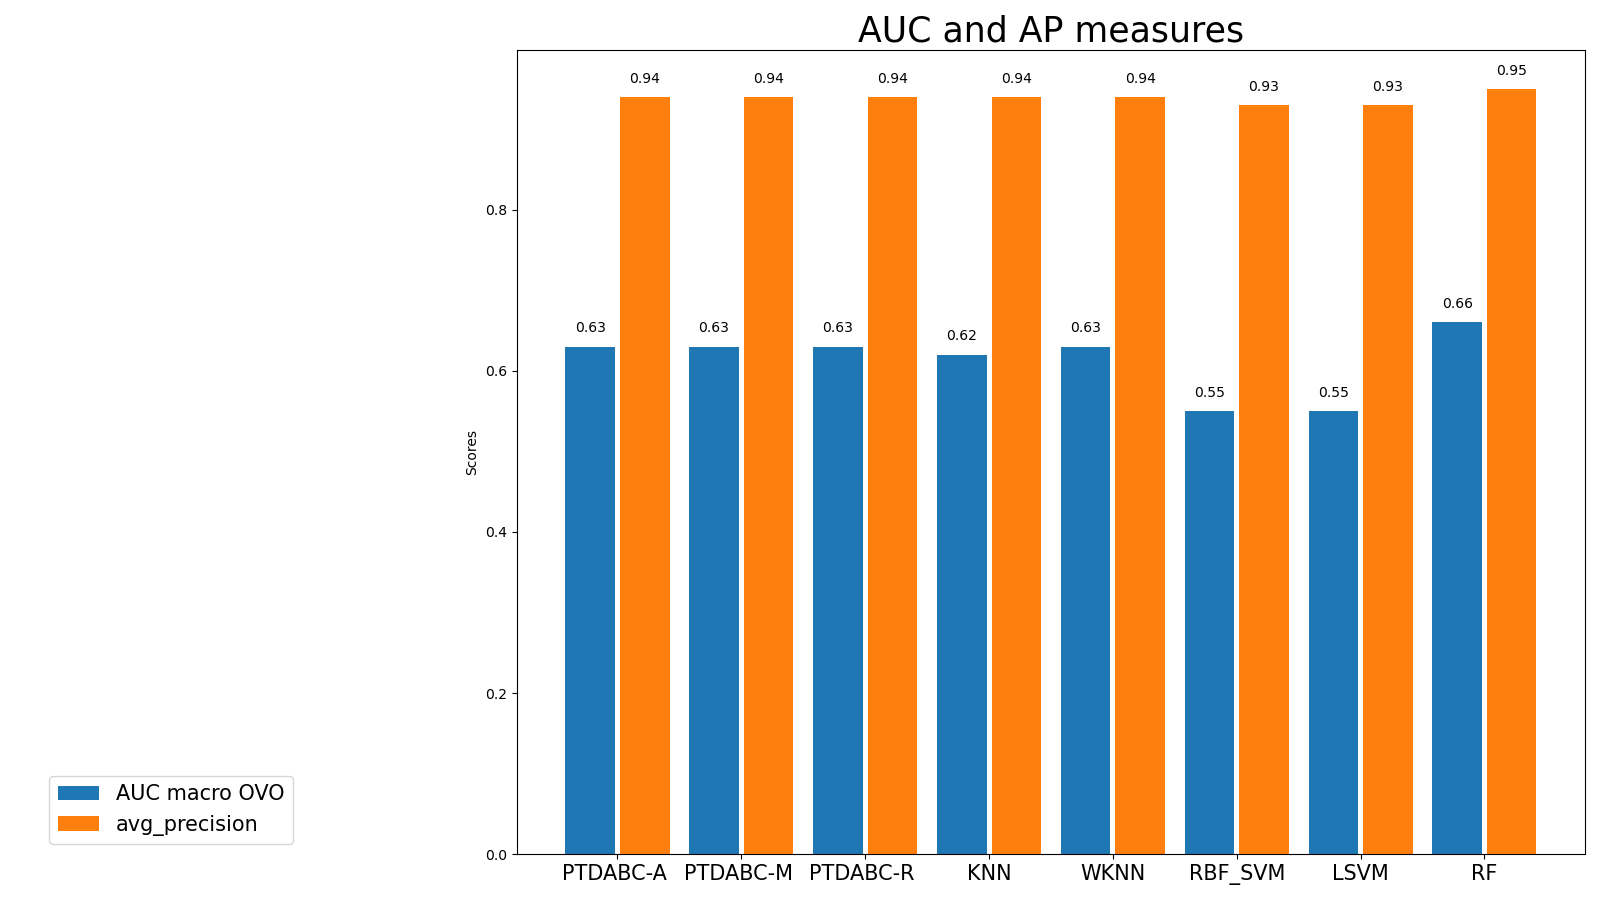 AUC and AP measures
0.94 0.94 0.94 0.94 0.94 0.93 0.93 0.95
0.63 0.63 0.63 0.62 0.63 0.55 0.55 0.66
0.8
0.6
0.4
0.2
0.0
Scores
PTDABC-A PTDABC-M PTDABC-R KNN WKNN RBF_SVM LSVM RF
AUC macro OVO
avg_precision